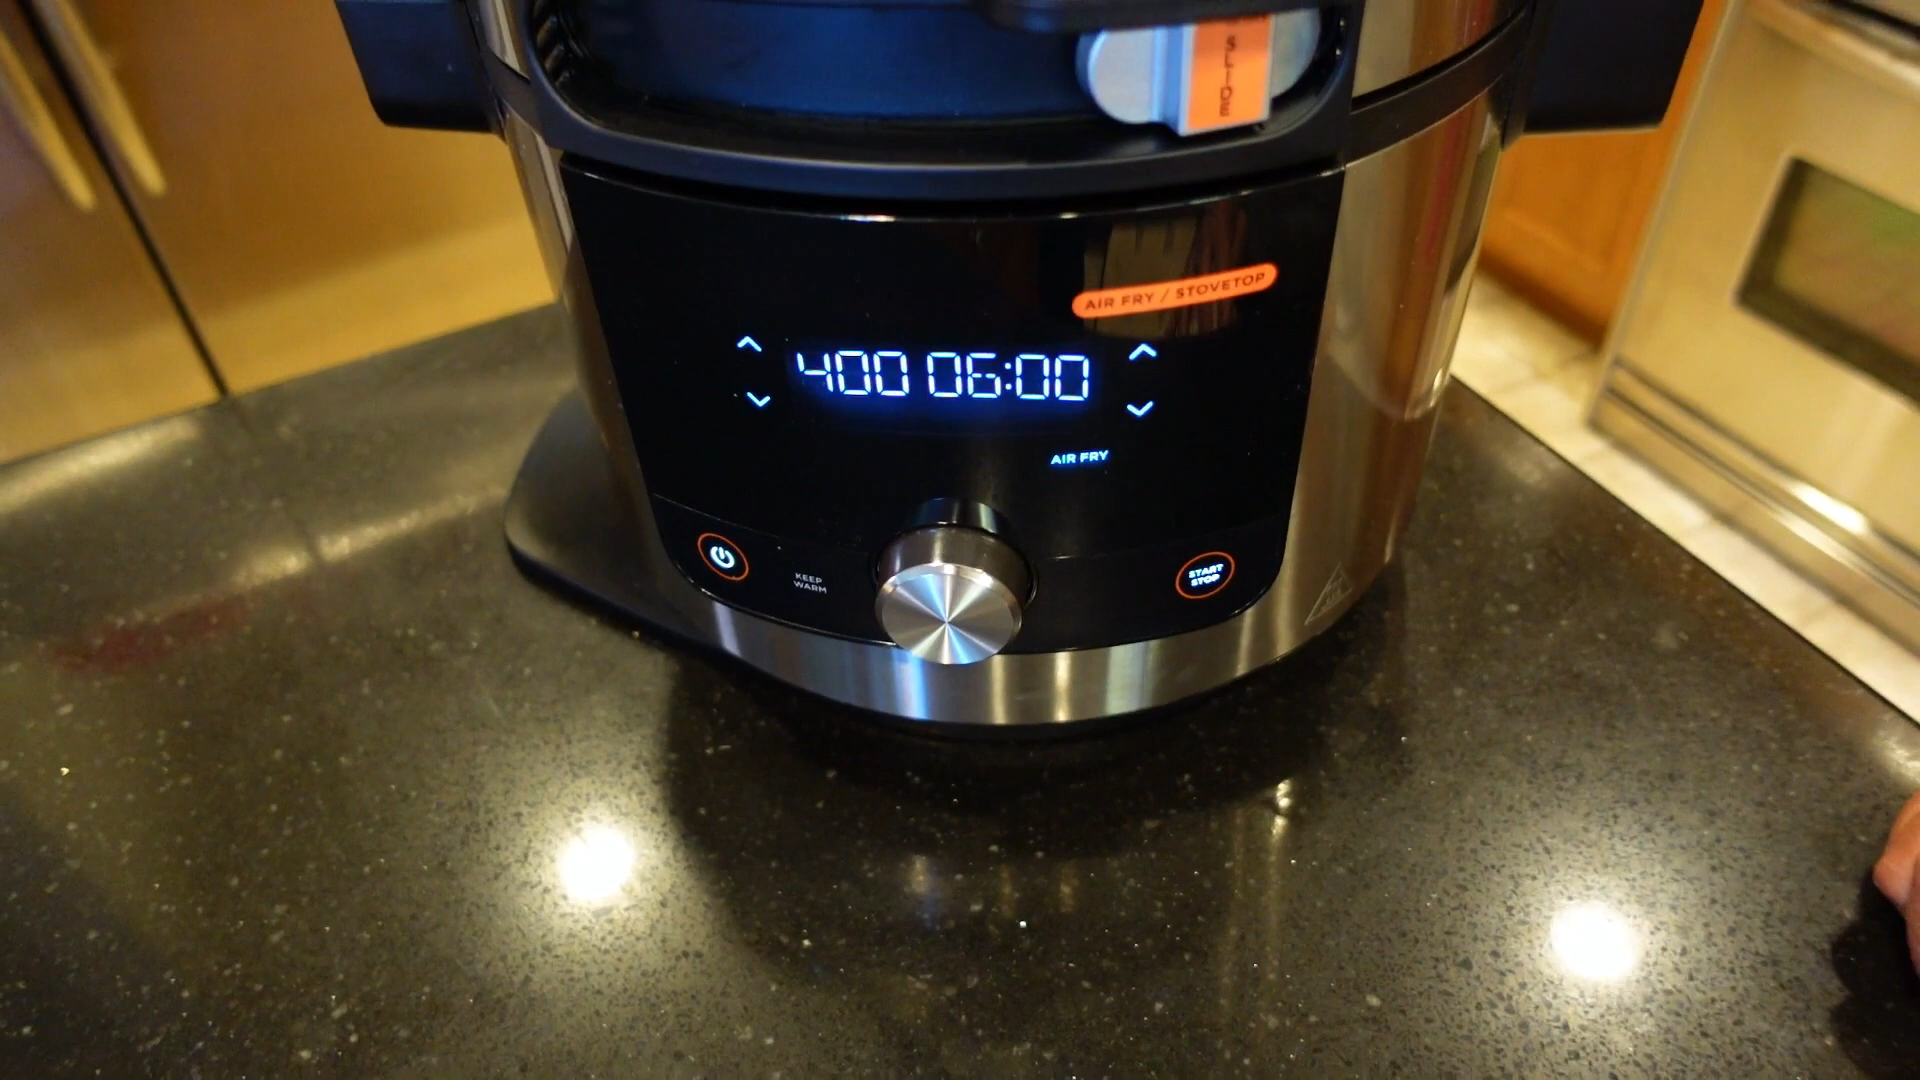 SLIDE
AIR FRY / STOVETOP
400 06:00
AIR FRY
KEEP
WARM
START
STOP